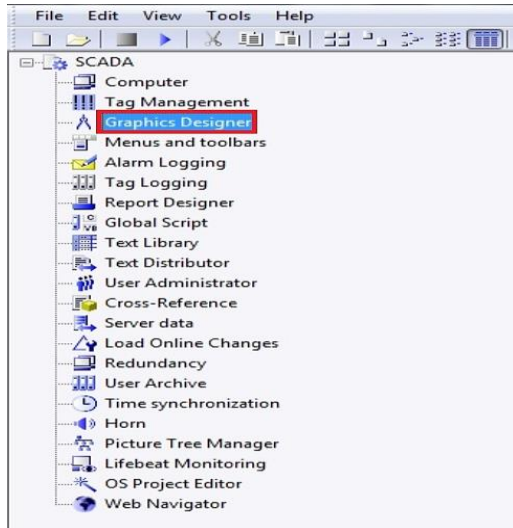 File Edit View Tools Help
SCADA
Computer
Tag Management
Graphics Designer
Menus and toolbars
Alarm Logging
Tag Logging
Report Designer
Global Script
Text Library
Text Distributor
User Administrator
Cross-Reference
Server data
Load Online Changes
Redundancy
User Archive
Time synchronization
Horn
Picture Tree Manager
Lifebeat Monitoring
OS Project Editor
Web Navigator